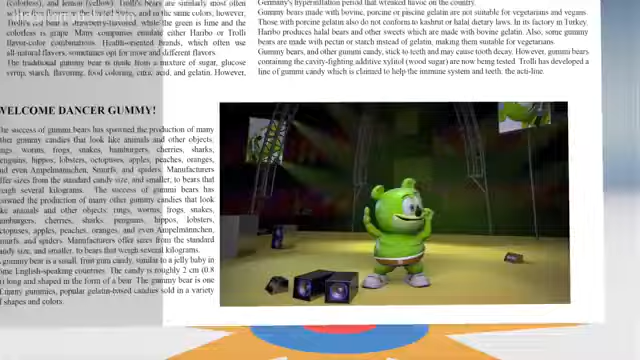 (colorless), and lemon (yellow). Trolli's bears are similarly most often
in five flavors in the United States, and in the same colors, however,
Trolli's red bear is strawberry-flavored, while the green is lime and the
colorless is grape. Many companies emulate either Haribo or Trolli
flavor-color combinations. Health-oriented brands, which often use
all-natural flavors, sometimes opt for more and different flavors.
The traditional gummy bear is made from a mixture of sugar, glucose
syrup, starch, flavoring, food coloring, citric acid, and gelatin. However,
Germany's hyperinflation period that wreaked havoc on the country.
Gummy bears made with bovine, porcine or piscine gelatin are not suitable for vegetarians and vegans.
Those with porcine gelatin also do not conform to kashrut or halal dietary laws. In its factory in Turkey,
Haribo produces halal bears and other sweets which are made with bovine gelatin. Also, some gummy
bears are made with pectin or starch instead of gelatin, making them suitable for vegetarians.
Gummy bears, and other gummy candy, stick to teeth and may cause tooth decay. However, gummi bears
containing the cavity-fighting additive xylitol (wood sugar) are now being tested. Trolli has developed a
line of gummy candy which is claimed to help the immune system and teeth: the acti-line.
WELCOME DANCER GUMMY!
The success of gummi bears has spawned the production of many
other gummy candies that look like animals and other objects:
rings, worms, frogs, snakes, hamburgers, cherries, sharks,
penguins, hippos, lobsters, octopuses, apples, peaches, oranges,
and even Ampelmännchen, Smurfs, and spiders. Manufacturers
offer sizes from the standard candy size, and smaller, to bears that
weigh several kilograms. The success of gummi bears has
spawned the production of many other gummy candies that look
like animals and other objects: rings, worms, frogs, snakes,
hamburgers, cherries, sharks, penguins, hippos, lobsters,
octopuses, apples, peaches, oranges, and even Ampelmännchen,
Smurfs, and spiders. Manufacturers offer sizes from the standard
candy size, and smaller, to bears that weigh several kilograms.
A gummy bear is a small, fruit gum candy, similar to a jelly baby in
some English-speaking countries. The candy is roughly 2 cm (0.8
in) long and shaped in the form of a bear. The gummy bear is one
of many gummies, popular gelatin-based candies sold in a variety
of shapes and colors.